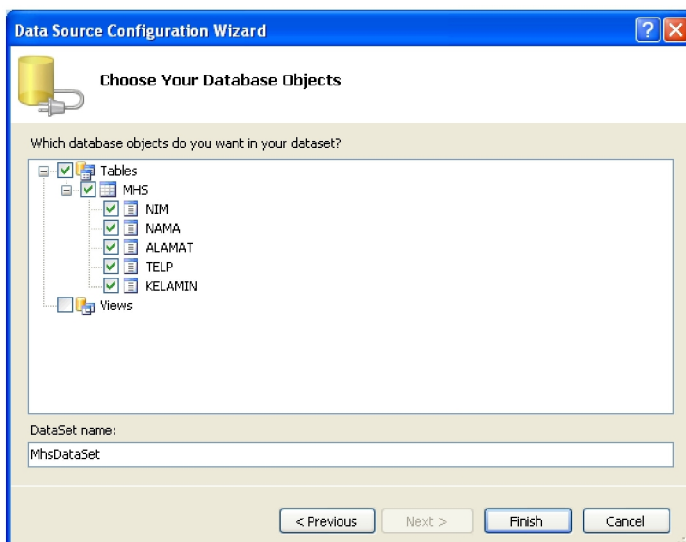 Data Source Configuration Wizard
Choose Your Database Objects
Which database objects do you want in your dataset?
Tables
MHS
NIM
NAMA
ALAMAT
TELP
KELAMIN
Views
DataSet name:
MhsDataSet
< Previous Next > Finish Cancel